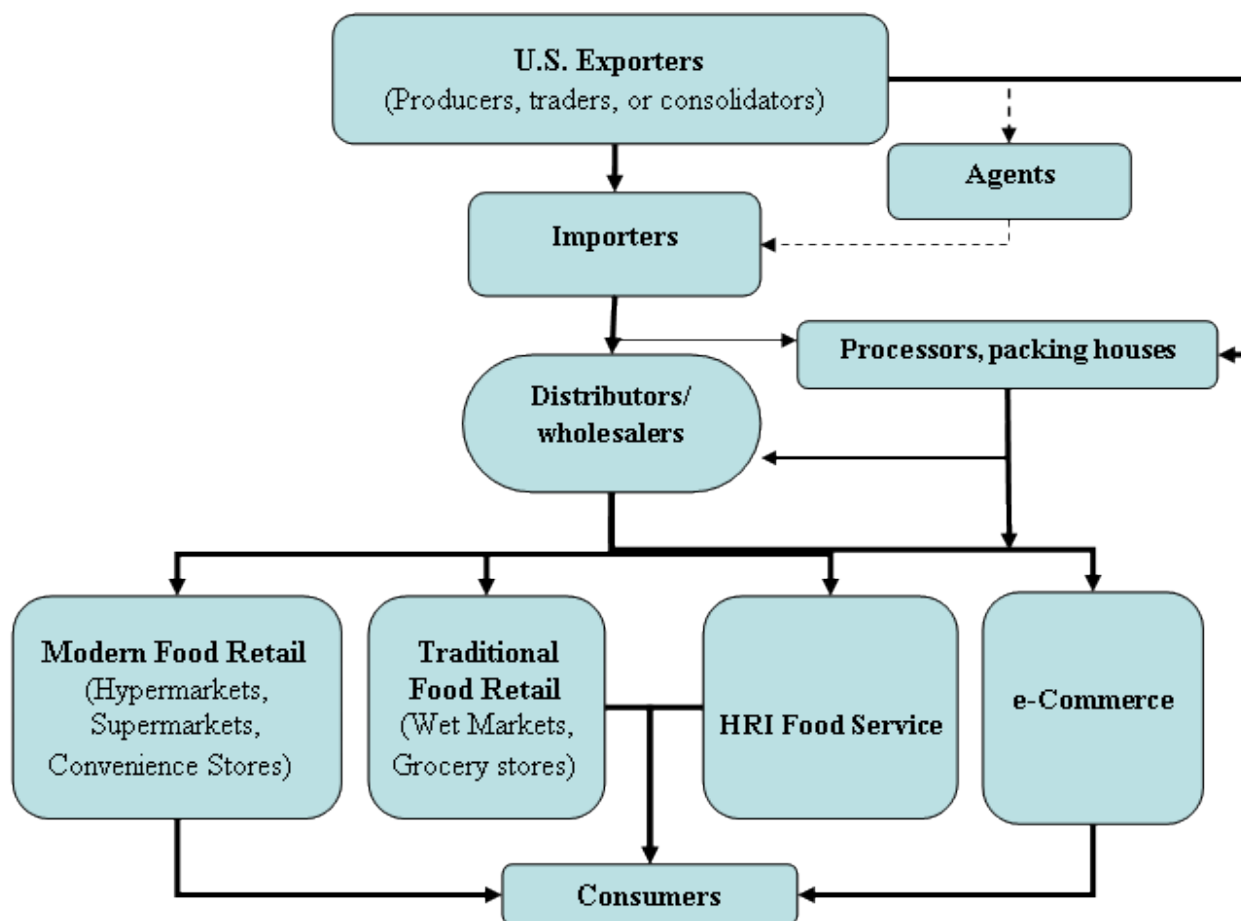 U.S. Exporters
(Producers, traders, or consolidators)
Agents
Importers
Processors, packing houses
Distributors/
wholesalers
Modern Food Retail
(Hypermarkets,
Supermarkets,
Convenience Stores)
Traditional
Food Retail
(Wet Markets,
Grocery stores)
HRI Food Service
e-Commerce
Consumers